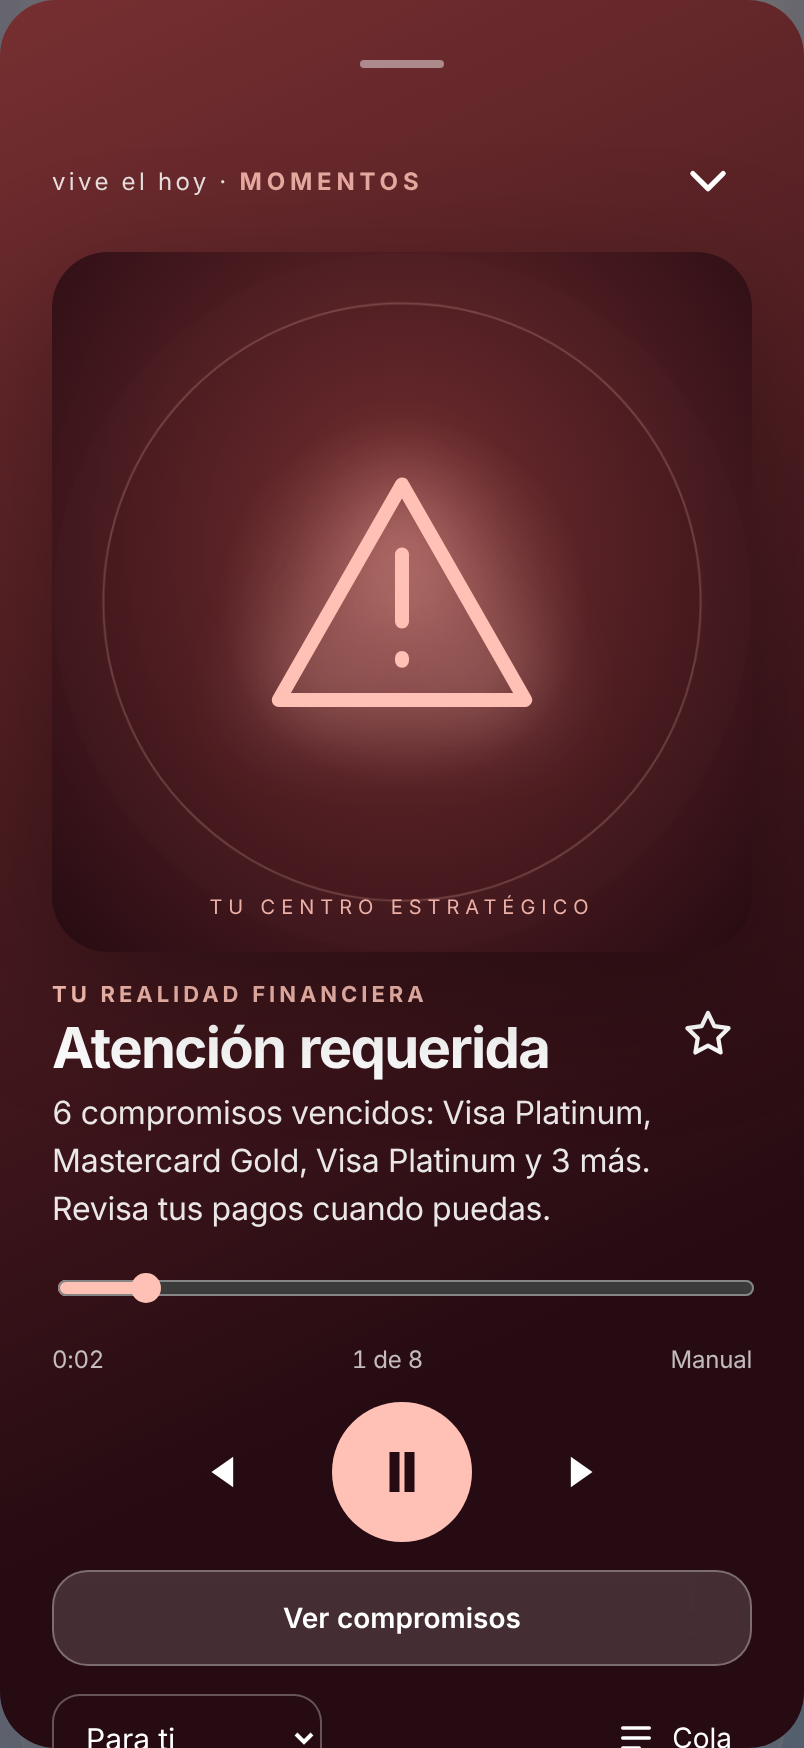 vive el hoy · MOMENTOS
TU CENTRO ESTRATÉGICO
TU REALIDAD FINANCIERA
Atención requerida
6 compromisos vencidos: Visa Platinum,
Mastercard Gold, Visa Platinum y 3 más.
Revisa tus pagos cuando puedas.
0:02 1 de 8 Manual
Ver compromisos
Para ti Cola